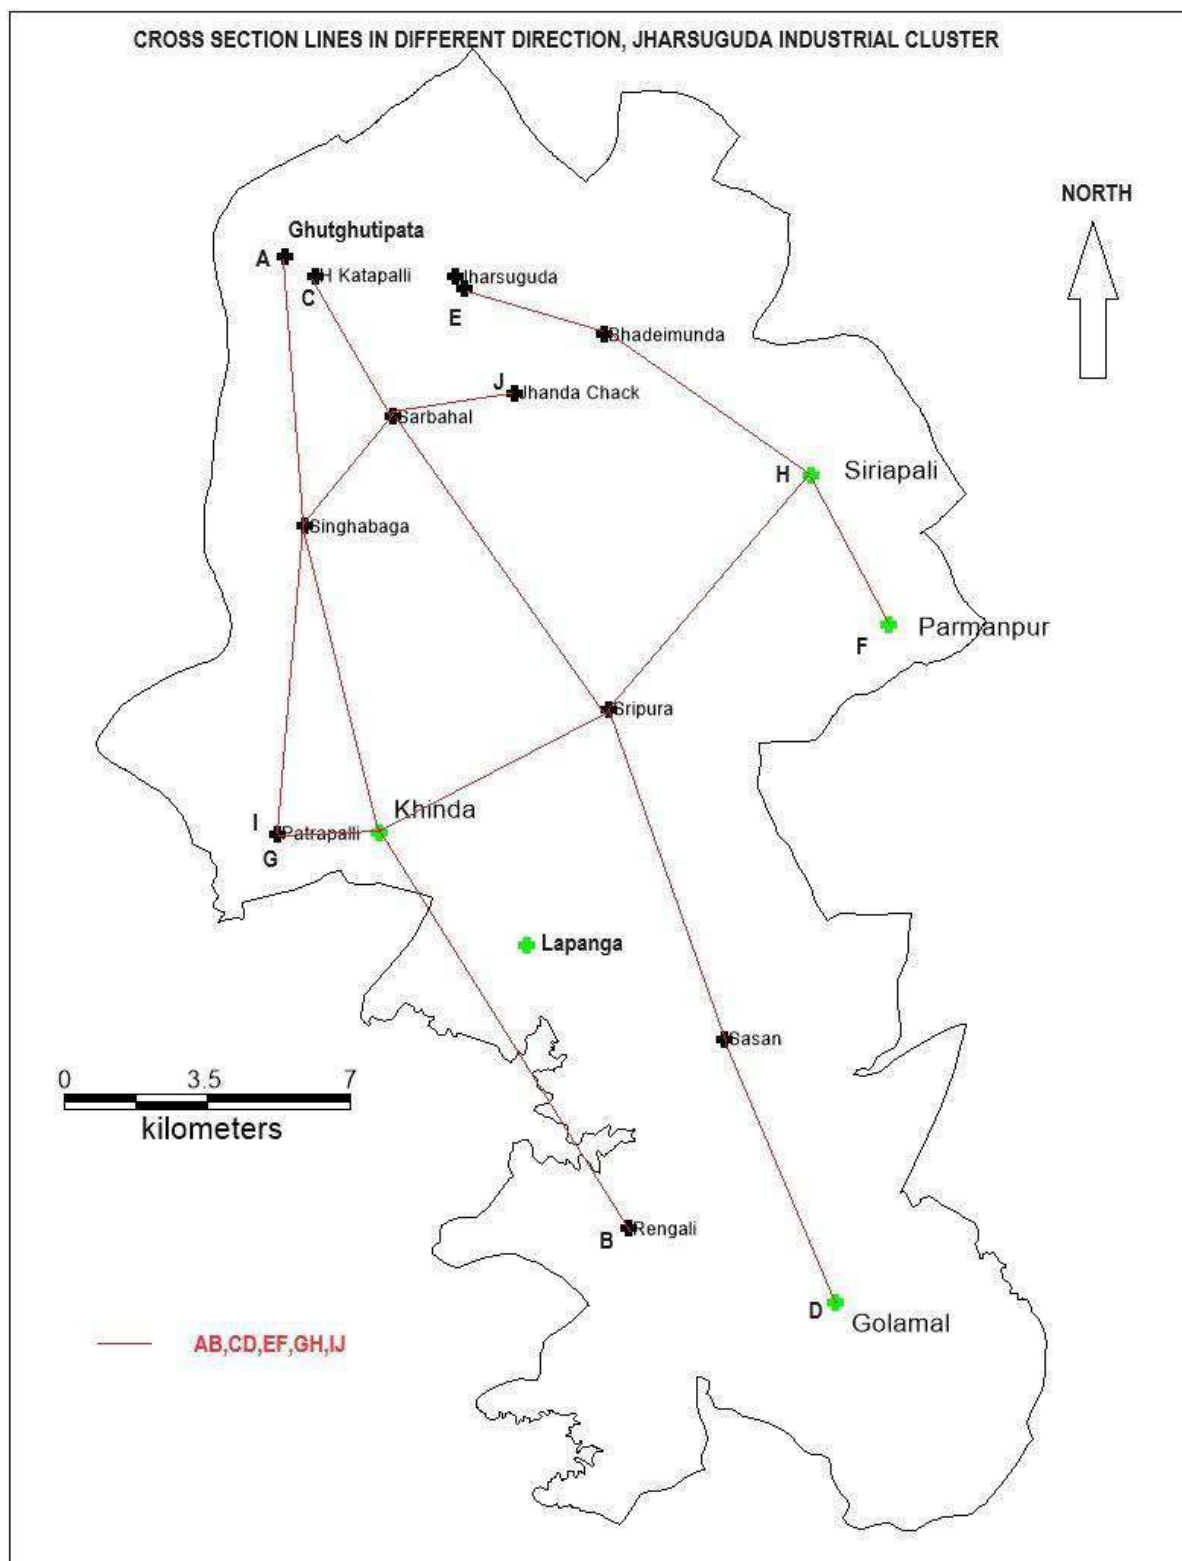 CROSS SECTION LINES IN DIFFERENT DIRECTION, JHARSUGUDA INDUSTRIAL CLUSTER
NORTH
Ghutghutipata
A
H Katapalli
C
Jharsuguda
E
Bhadeimunda
J
Jhanda Chack
Sarbahal
H
Siriapali
Singhabaga
F
Parmanpur
Sripura
Khinda
I
Patrapalli
G
Lapanga
Sasan
0 3.5 7
kilometers
B
Rengali
D
Golamal
AB,CD,EF,GH,IJ